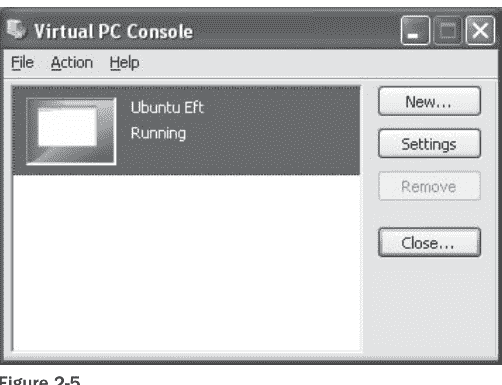 Virtual PC Console
File Action Help
Ubuntu Eft
Running
New...
Settings
Remove
Close...
Figure 2-5